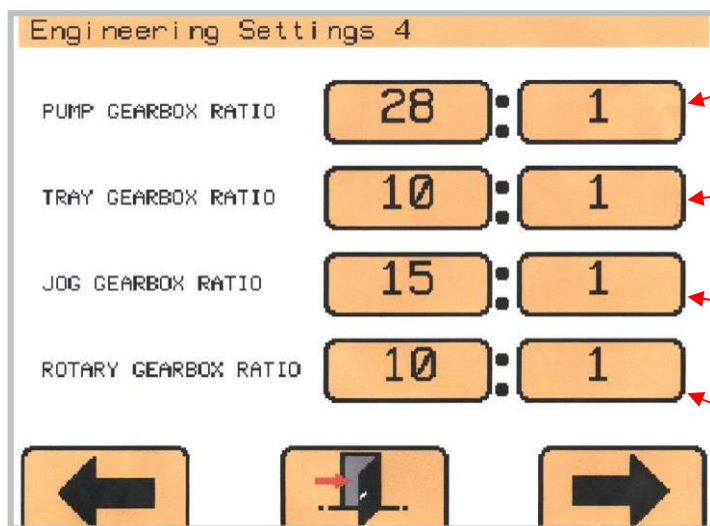 Engineering Settings 4
PUMP GEARBOX RATIO 28 : 1
TRAY GEARBOX RATIO 10 : 1
JOG GEARBOX RATIO 15 : 1
ROTARY GEARBOX RATIO 10 : 1